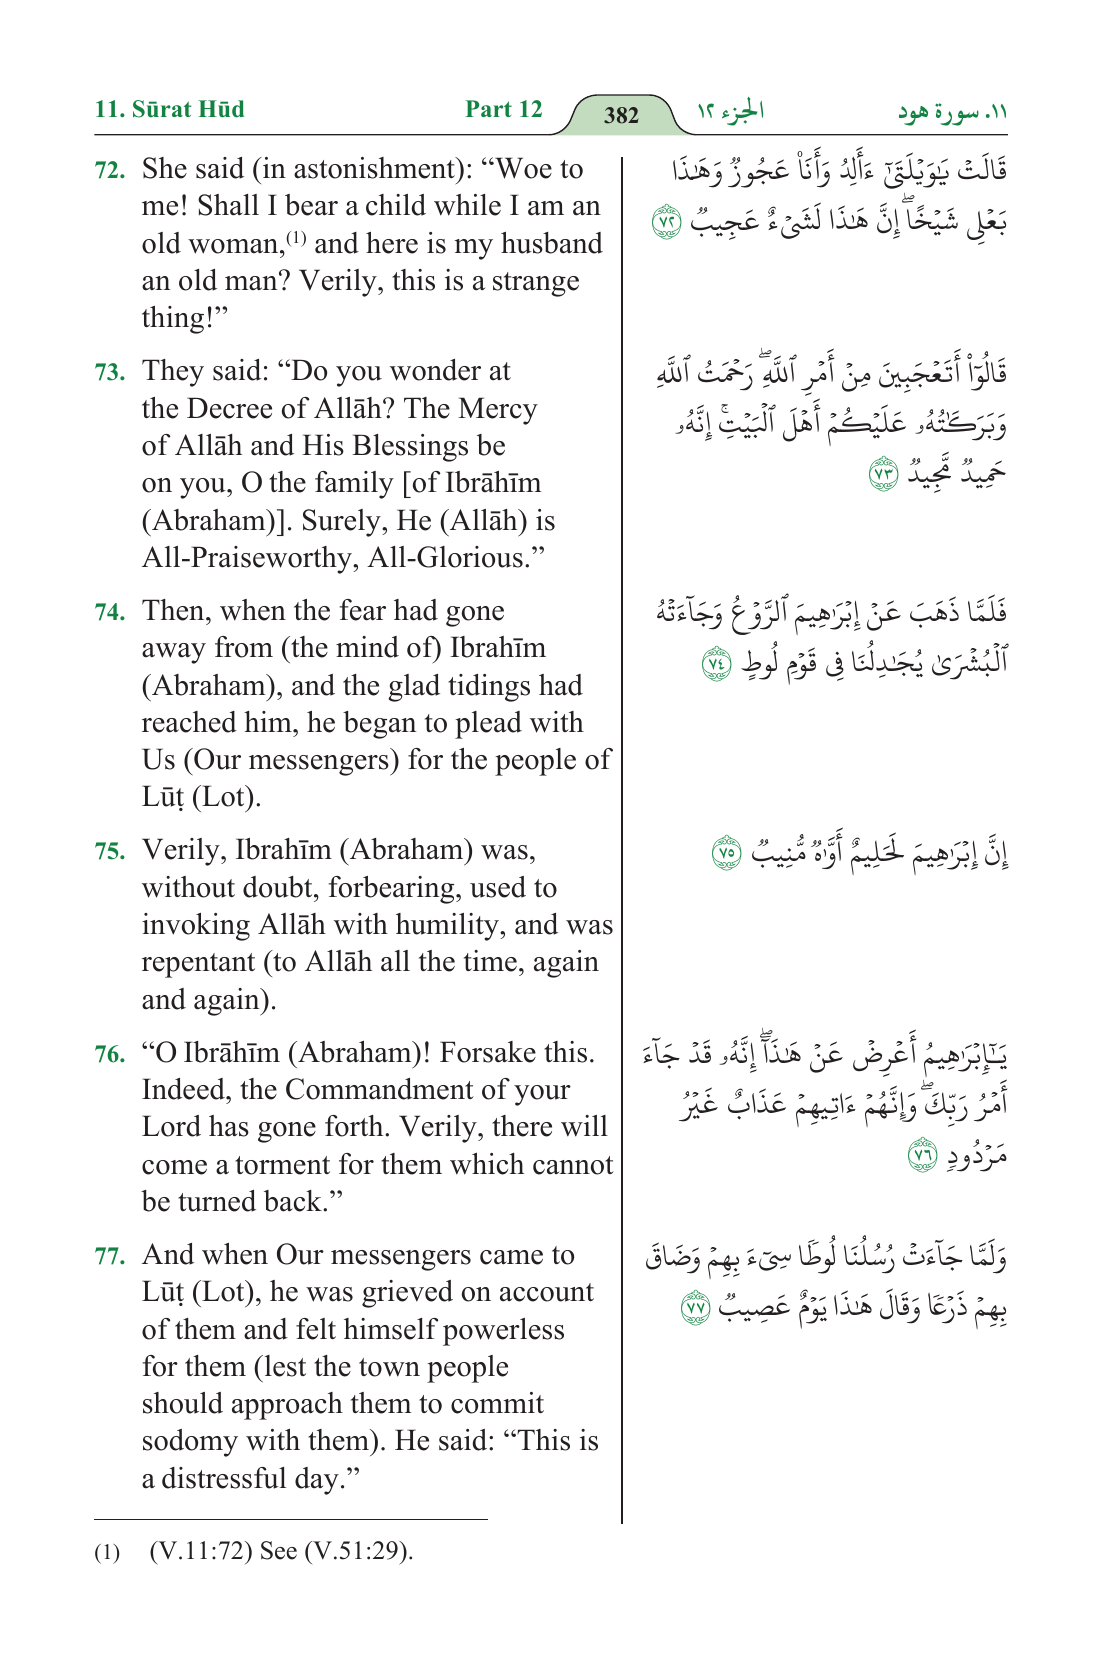 11. Sūrat Hūd Part 12 382 الجزء ١٢ ١١. سورة هود
72. She said (in astonishment): “Woe to
me! Shall I bear a child while I am an
old woman,(1) and here is my husband
an old man? Verily, this is a strange
thing!”
قَالَتْ يَٰوَيْلَتَىٰٓ ءَأَلِدُ وَأَنَا۠ عَجُوزٌ وَهَٰذَا
بَعْلِى شَيْخًا ۖ إِنَّ هَٰذَا لَشَىْءٌ عَجِيبٌ ٧٢
73. They said: “Do you wonder at
the Decree of Allāh? The Mercy
of Allāh and His Blessings be
on you, O the family [of Ibrāhīm
(Abraham)]. Surely, He (Allāh) is
All-Praiseworthy, All-Glorious.”
قَالُوٓا۟ أَتَعْجَبِينَ مِنْ أَمْرِ ٱللَّهِ ۖ رَحْمَتُ ٱللَّهِ
وَبَرَكَٰتُهُۥ عَلَيْكُمْ أَهْلَ ٱلْبَيْتِ ۚ إِنَّهُۥ
حَمِيدٌ مَّجِيدٌ ٧٣
74. Then, when the fear had gone
away from (the mind of) Ibrahīm
(Abraham), and the glad tidings had
reached him, he began to plead with
Us (Our messengers) for the people of
Lūṭ (Lot).
فَلَمَّا ذَهَبَ عَنْ إِبْرَٰهِيمَ ٱلرَّوْعُ وَجَآءَتْهُ
ٱلْبُشْرَىٰ يُجَٰدِلُنَا فِى قَوْمِ لُوطٍ ٧٤
75. Verily, Ibrahīm (Abraham) was,
without doubt, forbearing, used to
invoking Allāh with humility, and was
repentant (to Allāh all the time, again
and again).
إِنَّ إِبْرَٰهِيمَ لَحَلِيمٌ أَوَّٰهٌ مُّنِيبٌ ٧٥
76. “O Ibrāhīm (Abraham)! Forsake this.
Indeed, the Commandment of your
Lord has gone forth. Verily, there will
come a torment for them which cannot
be turned back.”
يَٰٓإِبْرَٰهِيمُ أَعْرِضْ عَنْ هَٰذَآ ۖ إِنَّهُۥ قَدْ جَآءَ
أَمْرُ رَبِّكَ ۖ وَإِنَّهُمْ ءَاتِيهِمْ عَذَابٌ غَيْرُ
مَرْدُودٍ ٧٦
77. And when Our messengers came to
Lūṭ (Lot), he was grieved on account
of them and felt himself powerless
for them (lest the town people
should approach them to commit
sodomy with them). He said: “This is
a distressful day.”
وَلَمَّا جَآءَتْ رُسُلُنَا لُوطًا سِىٓءَ بِهِمْ وَضَاقَ
بِهِمْ ذَرْعًا وَقَالَ هَٰذَا يَوْمٌ عَصِيبٌ ٧٧
(1) (V.11:72) See (V.51:29).